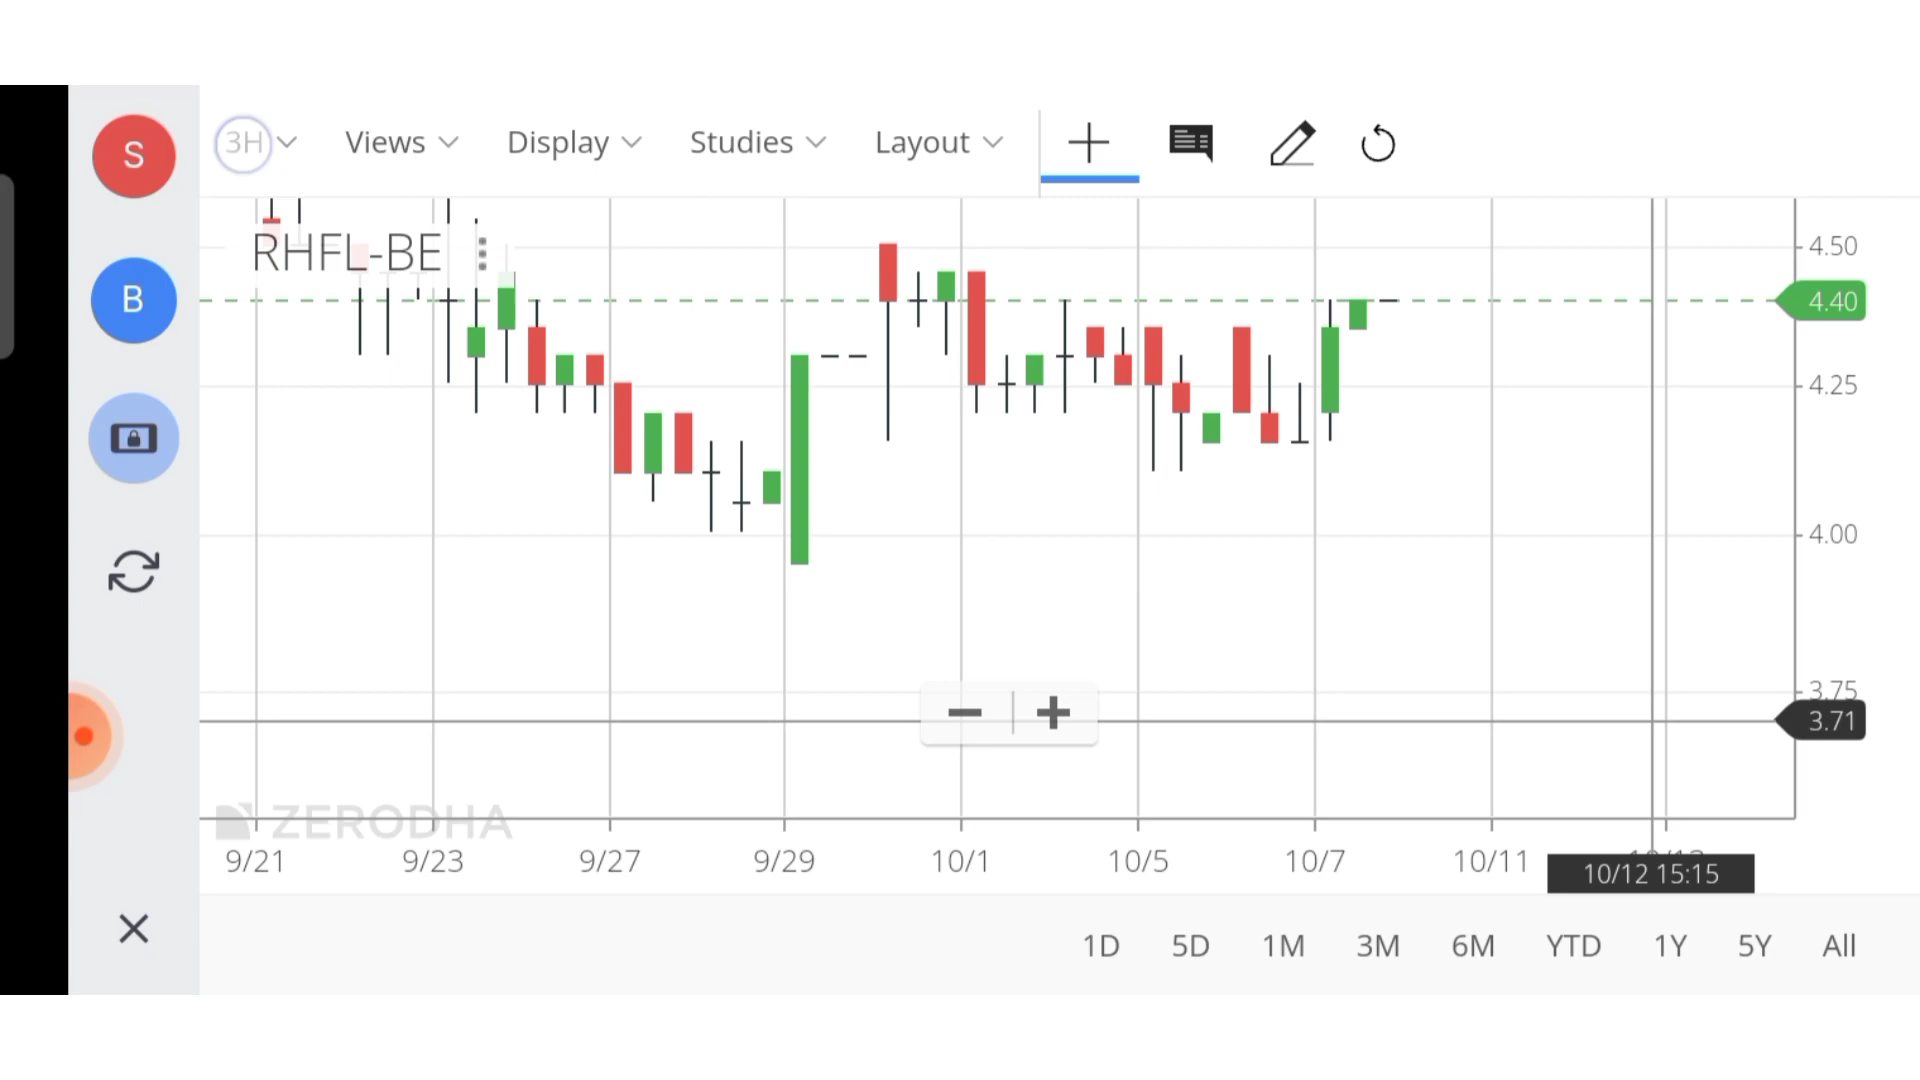 S
B
3H Views Display Studies Layout
RHFL-BE
4.50
4.40
4.25
4.00
3.75
3.71
ZERODHA
9/21 9/23 9/27 9/29 10/1 10/5 10/7 10/11
10/12 15:15
1D 5D 1M 3M 6M YTD 1Y 5Y All